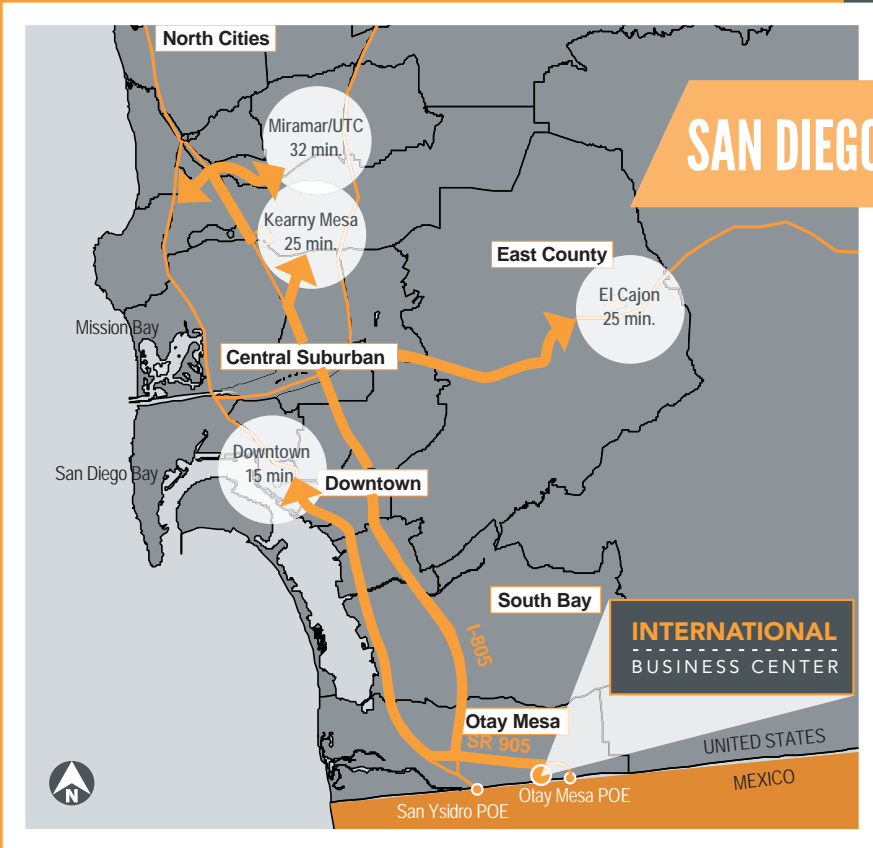 North Cities
SAN DIEGO
Miramar/UTC
32 min.
Kearny Mesa
25 min.
East County
El Cajon
25 min.
Mission Bay
Central Suburban
Downtown
15 min.
San Diego Bay
Downtown
South Bay
I-805
INTERNATIONAL
BUSINESS CENTER
Otay Mesa
SR 905
UNITED STATES
MEXICO
Otay Mesa POE
San Ysidro POE
N